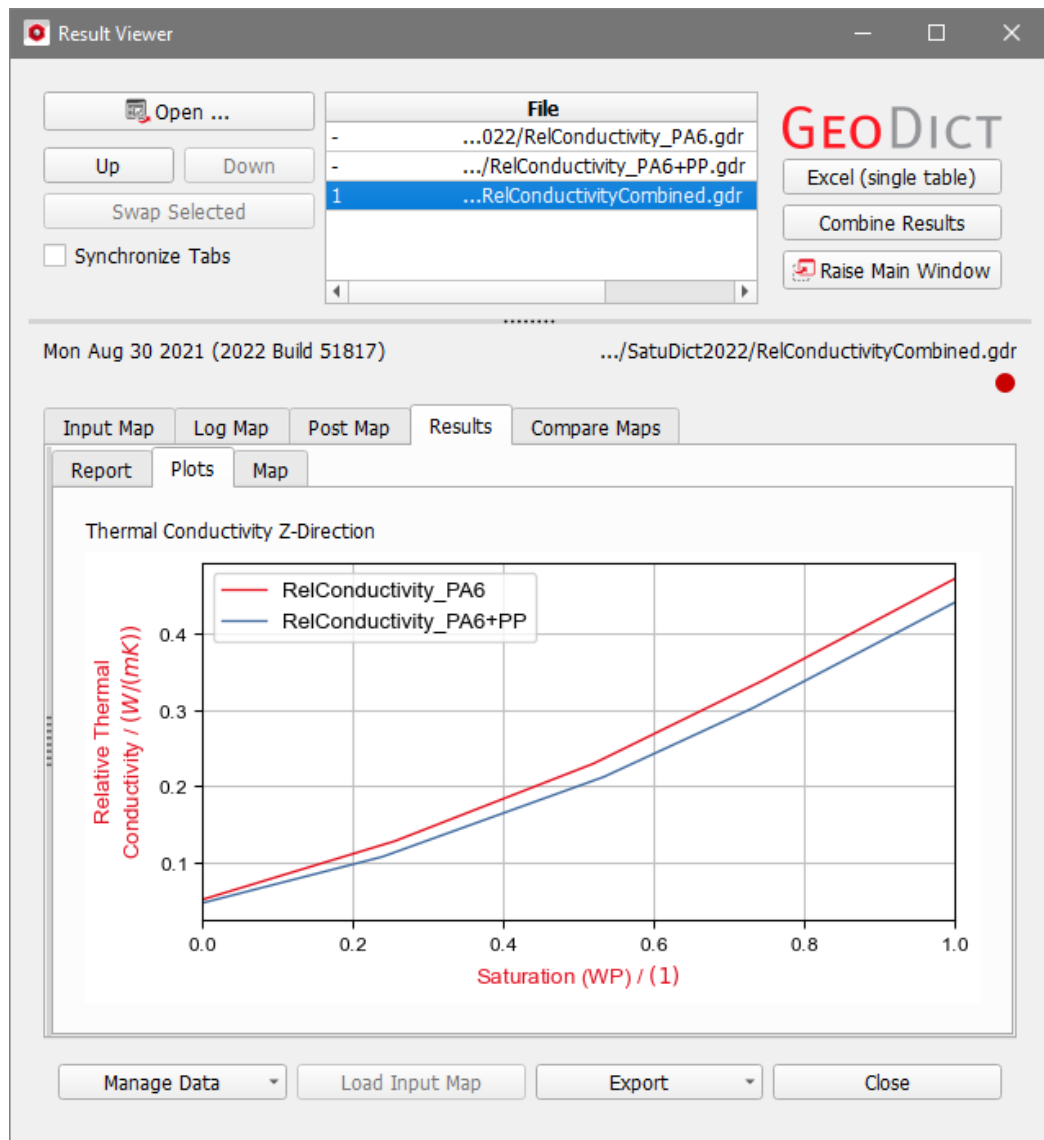 Result Viewer
Open ...
Up
Down
Swap Selected
Synchronize Tabs
File
- ...022/RelConductivity_PA6.gdr
- .../RelConductivity_PA6+PP.gdr
1 ...RelConductivityCombined.gdr
GEODICT
Excel (single table)
Combine Results
Raise Main Window
Mon Aug 30 2021 (2022 Build 51817)
.../SatuDict2022/RelConductivityCombined.gdr
Input Map
Log Map
Post Map
Results
Compare Maps
Report
Plots
Map
Thermal Conductivity Z-Direction
RelConductivity_PA6
RelConductivity_PA6+PP
Relative Thermal
Conductivity / (W/(mK))
0.4
0.3
0.2
0.1
0.0 0.2 0.4 0.6 0.8 1.0
Saturation (WP) / (1)
Manage Data
Load Input Map
Export
Close